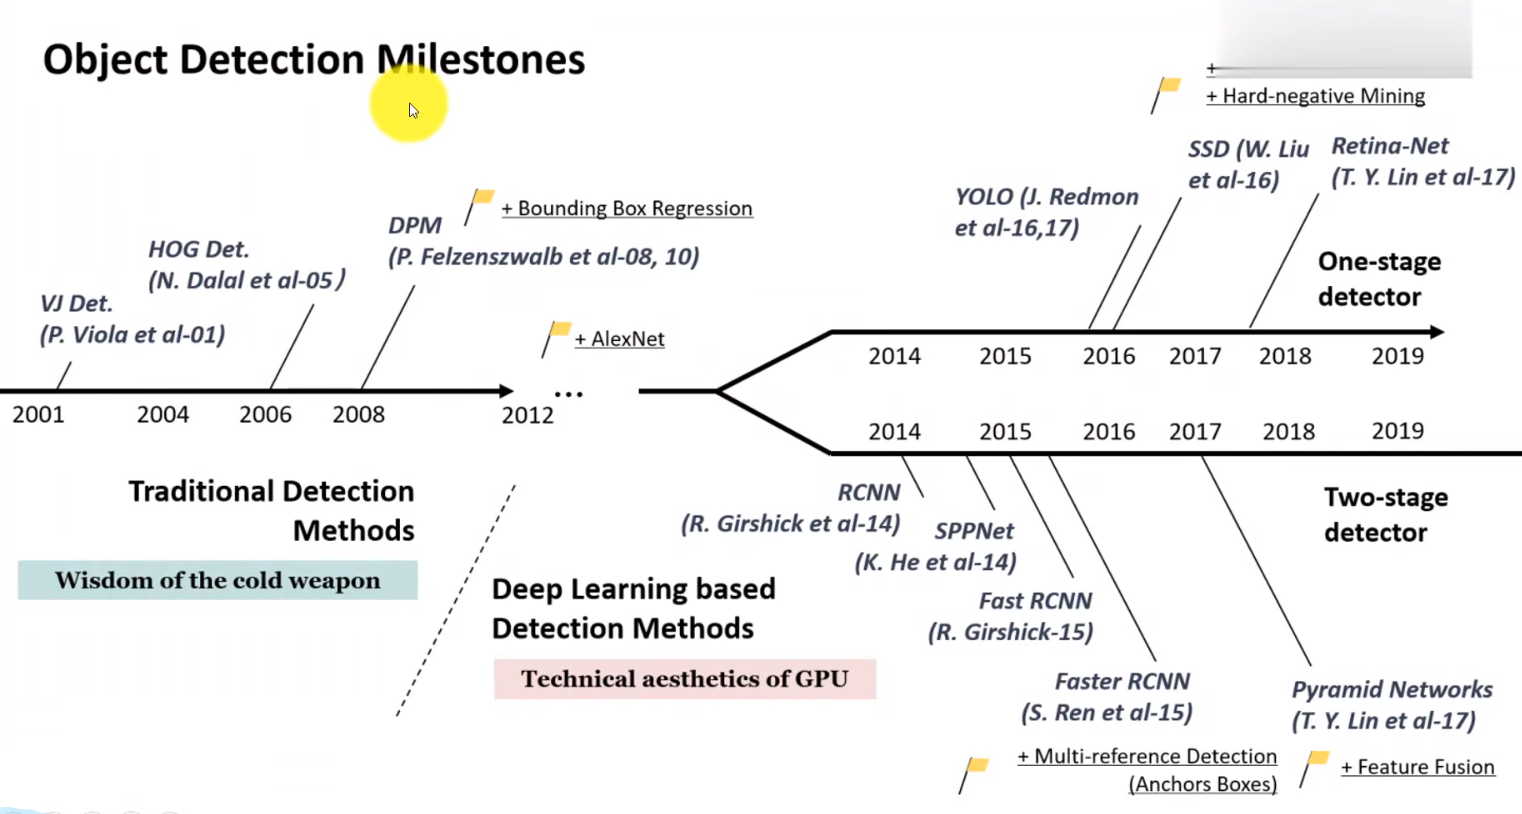 Object Detection Milestones
+
+ Hard-negative Mining
SSD (W. Liu
et al-16)
Retina-Net
(T. Y. Lin et al-17)
YOLO (J. Redmon
et al-16,17)
+ Bounding Box Regression
DPM
(P. Felzenszwalb et al-08, 10)
HOG Det.
(N. Dalal et al-05)
VJ Det.
(P. Viola et al-01)
One-stage
detector
+ AlexNet
2014 2015 2016 2017 2018 2019
...
2001 2004 2006 2008 2012
2014 2015 2016 2017 2018 2019
Traditional Detection
Methods
Wisdom of the cold weapon
RCNN
(R. Girshick et al-14)
SPPNet
(K. He et al-14)
Two-stage
detector
Deep Learning based
Detection Methods
Technical aesthetics of GPU
Fast RCNN
(R. Girshick-15)
Faster RCNN
(S. Ren et al-15)
Pyramid Networks
(T. Y. Lin et al-17)
+ Multi-reference Detection
(Anchors Boxes)
+ Feature Fusion